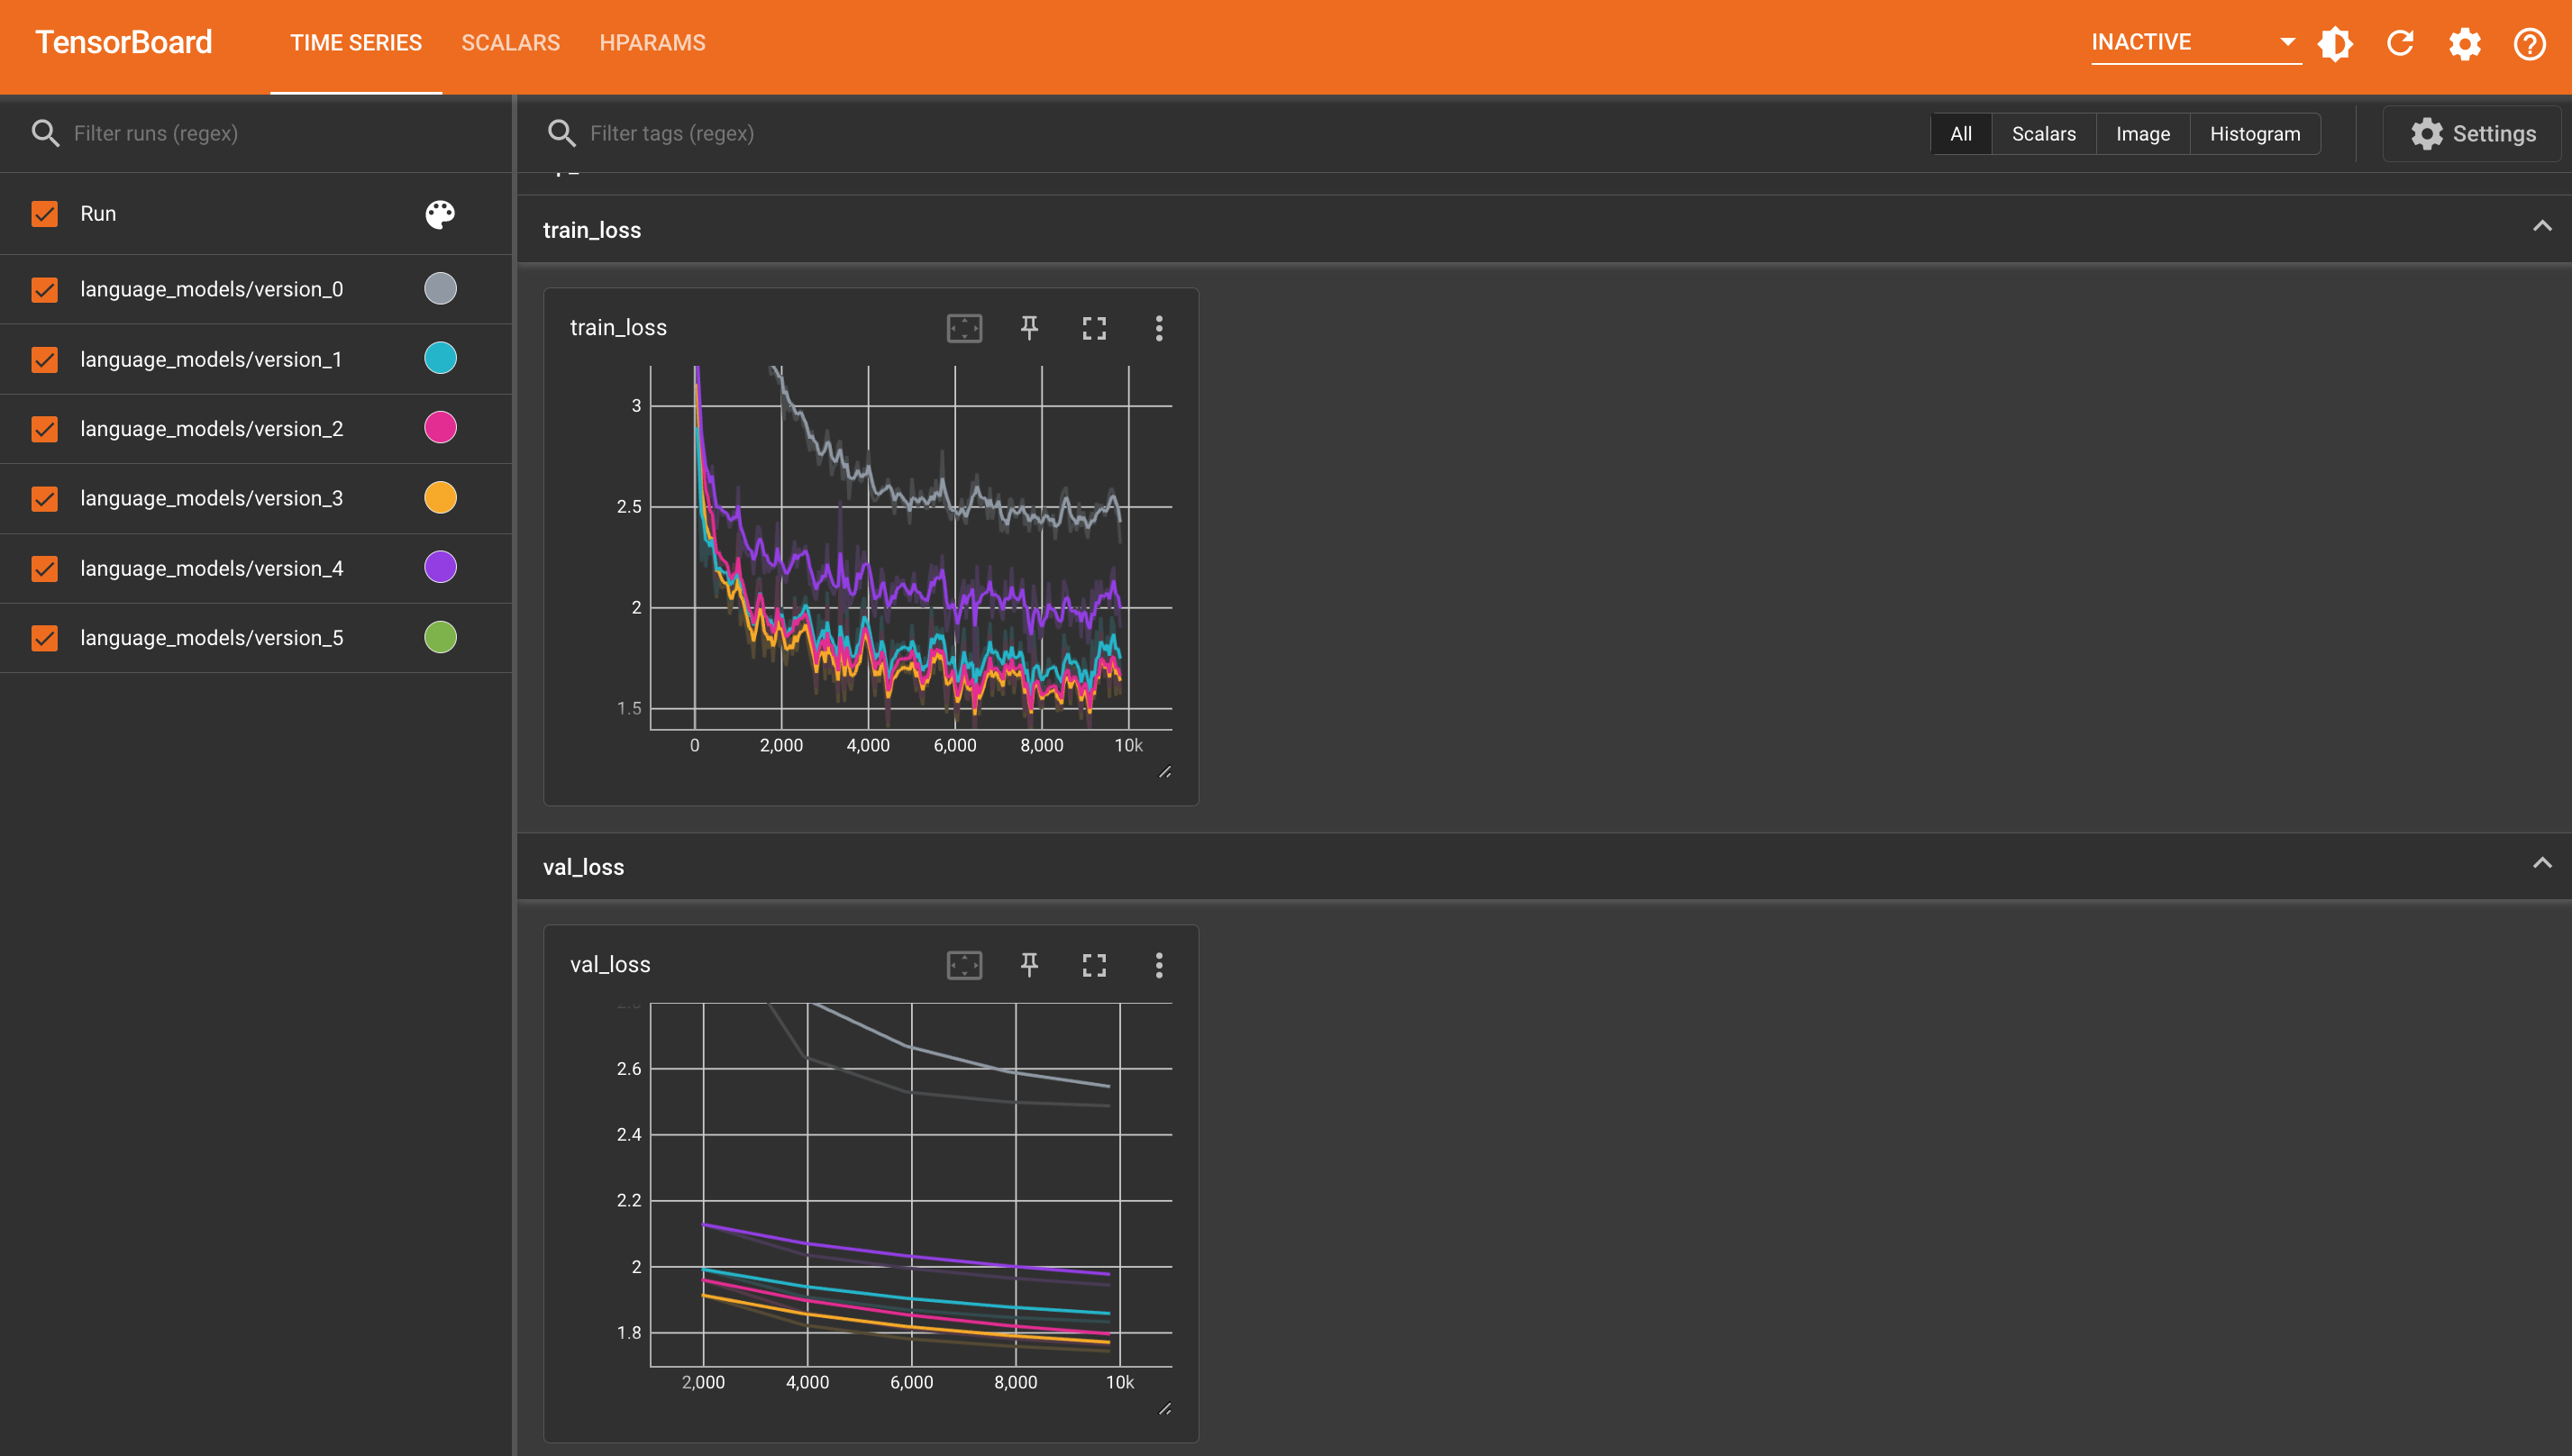 TensorBoard
TIME SERIES
SCALARS
HPARAMS
INACTIVE
Filter runs (regex)
Filter tags (regex)
All
Scalars
Image
Histogram
Settings
Run
language_models/version_0
language_models/version_1
language_models/version_2
language_models/version_3
language_models/version_4
language_models/version_5
train_loss
train_loss
3
2.5
2
1.5
0
2,000
4,000
6,000
8,000
10k
val_loss
val_loss
2.6
2.4
2.2
2
1.8
2,000
4,000
6,000
8,000
10k